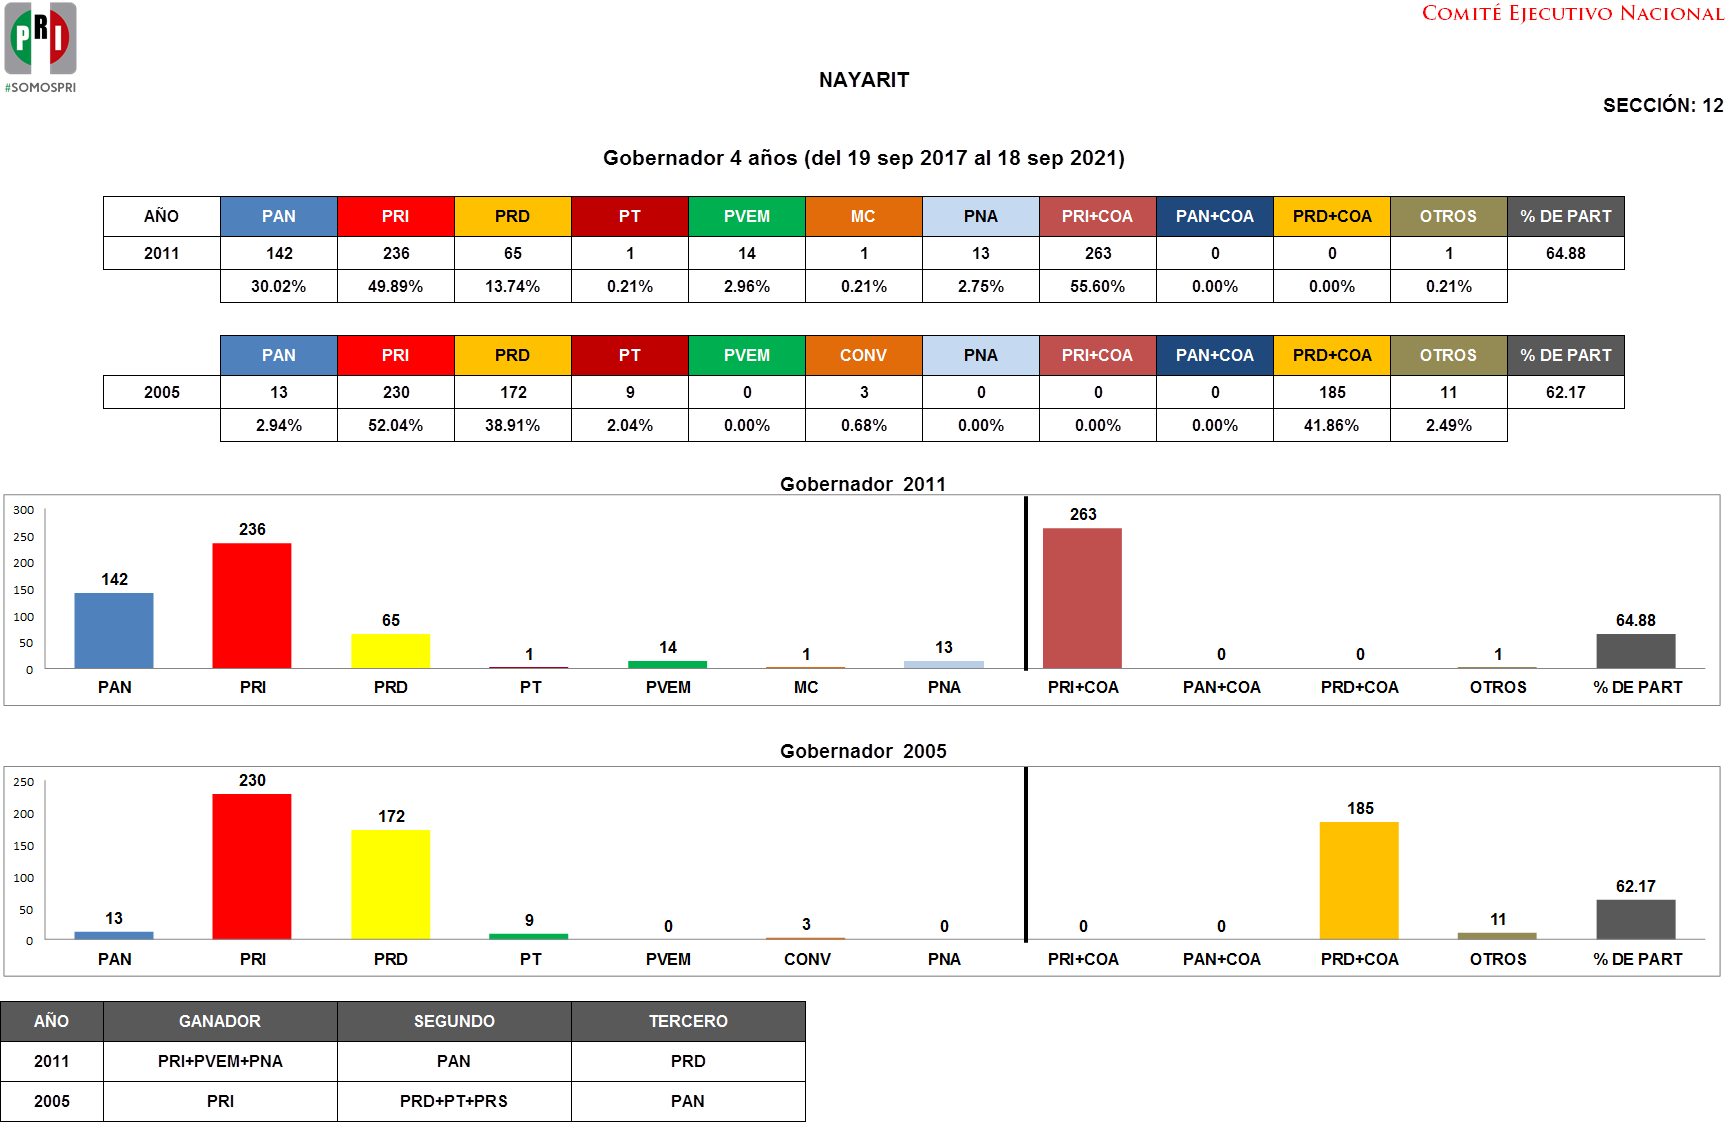 PRI
#SOMOSPRI
COMITÉ EJECUTIVO NACIONAL
NAYARIT
SECCIÓN: 12
Gobernador 4 años (del 19 sep 2017 al 18 sep 2021)
AÑO PAN PRI PRD PT PVEM MC PNA PRI+COA PAN+COA PRD+COA OTROS % DE PART
2011 142 236 65 1 14 1 13 263 0 0 1 64.88
30.02% 49.89% 13.74% 0.21% 2.96% 0.21% 2.75% 55.60% 0.00% 0.00% 0.21%
PAN PRI PRD PT PVEM CONV PNA PRI+COA PAN+COA PRD+COA OTROS % DE PART
2005 13 230 172 9 0 3 0 0 0 185 11 62.17
2.94% 52.04% 38.91% 2.04% 0.00% 0.68% 0.00% 0.00% 0.00% 41.86% 2.49%
Gobernador 2011
300
250
200
150
100
50
0
142 236 65 1 14 1 13 263 0 0 1 64.88
PAN PRI PRD PT PVEM MC PNA PRI+COA PAN+COA PRD+COA OTROS % DE PART
Gobernador 2005
250
200
150
100
50
0
13 230 172 9 0 3 0 0 0 185 11 62.17
PAN PRI PRD PT PVEM CONV PNA PRI+COA PAN+COA PRD+COA OTROS % DE PART
AÑO GANADOR SEGUNDO TERCERO
2011 PRI+PVEM+PNA PAN PRD
2005 PRI PRD+PT+PRS PAN